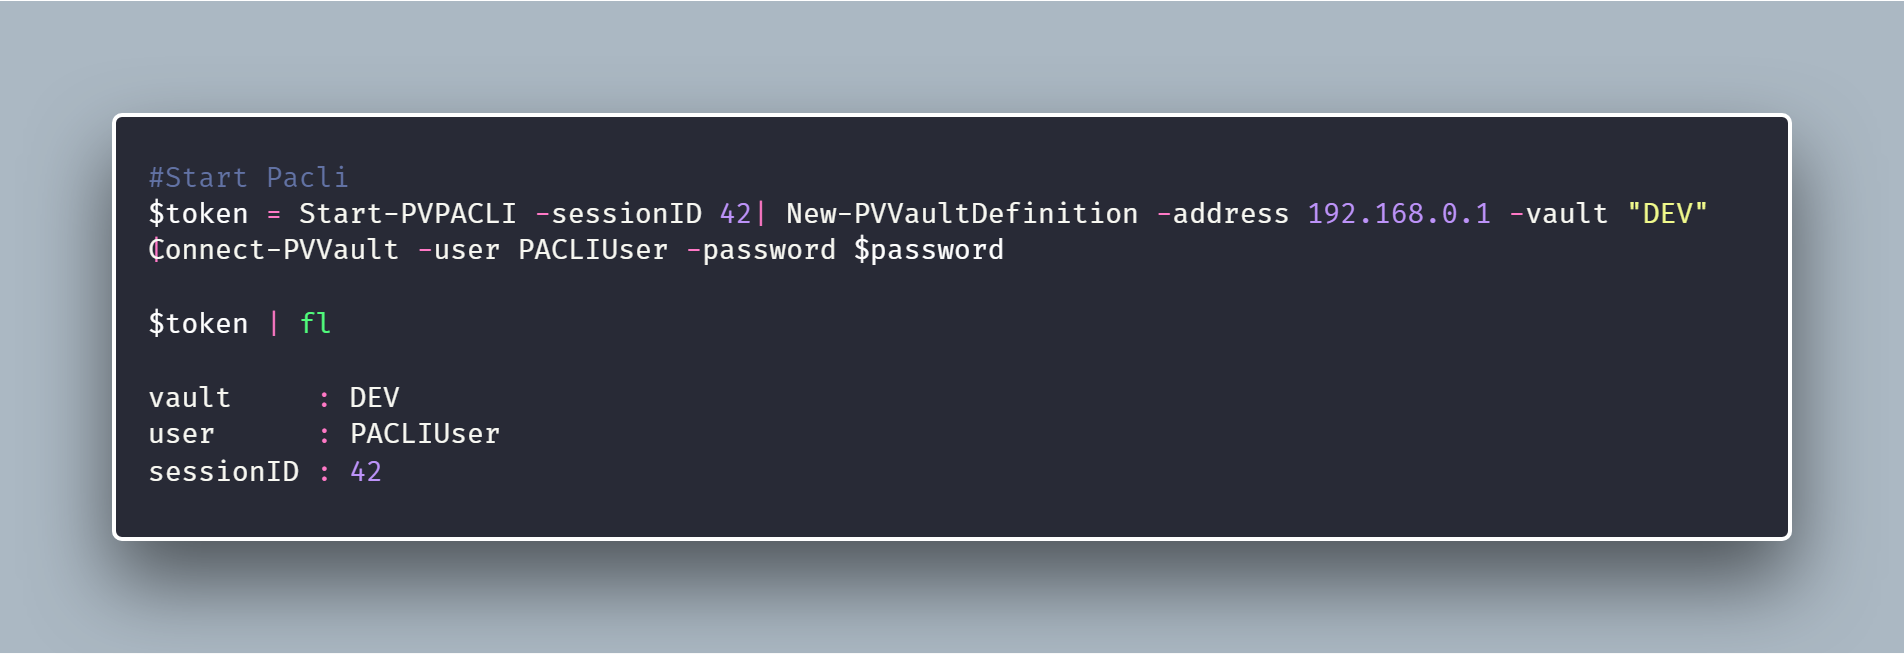 #Start Pacli
$token = Start-PVPACLI -sessionID 42| New-PVVaultDefinition -address 192.168.0.1 -vault "DEV"
|Connect-PVVault -user PACLIUser -password $password
$token | fl
vault     : DEV
user      : PACLIUser
sessionID : 42